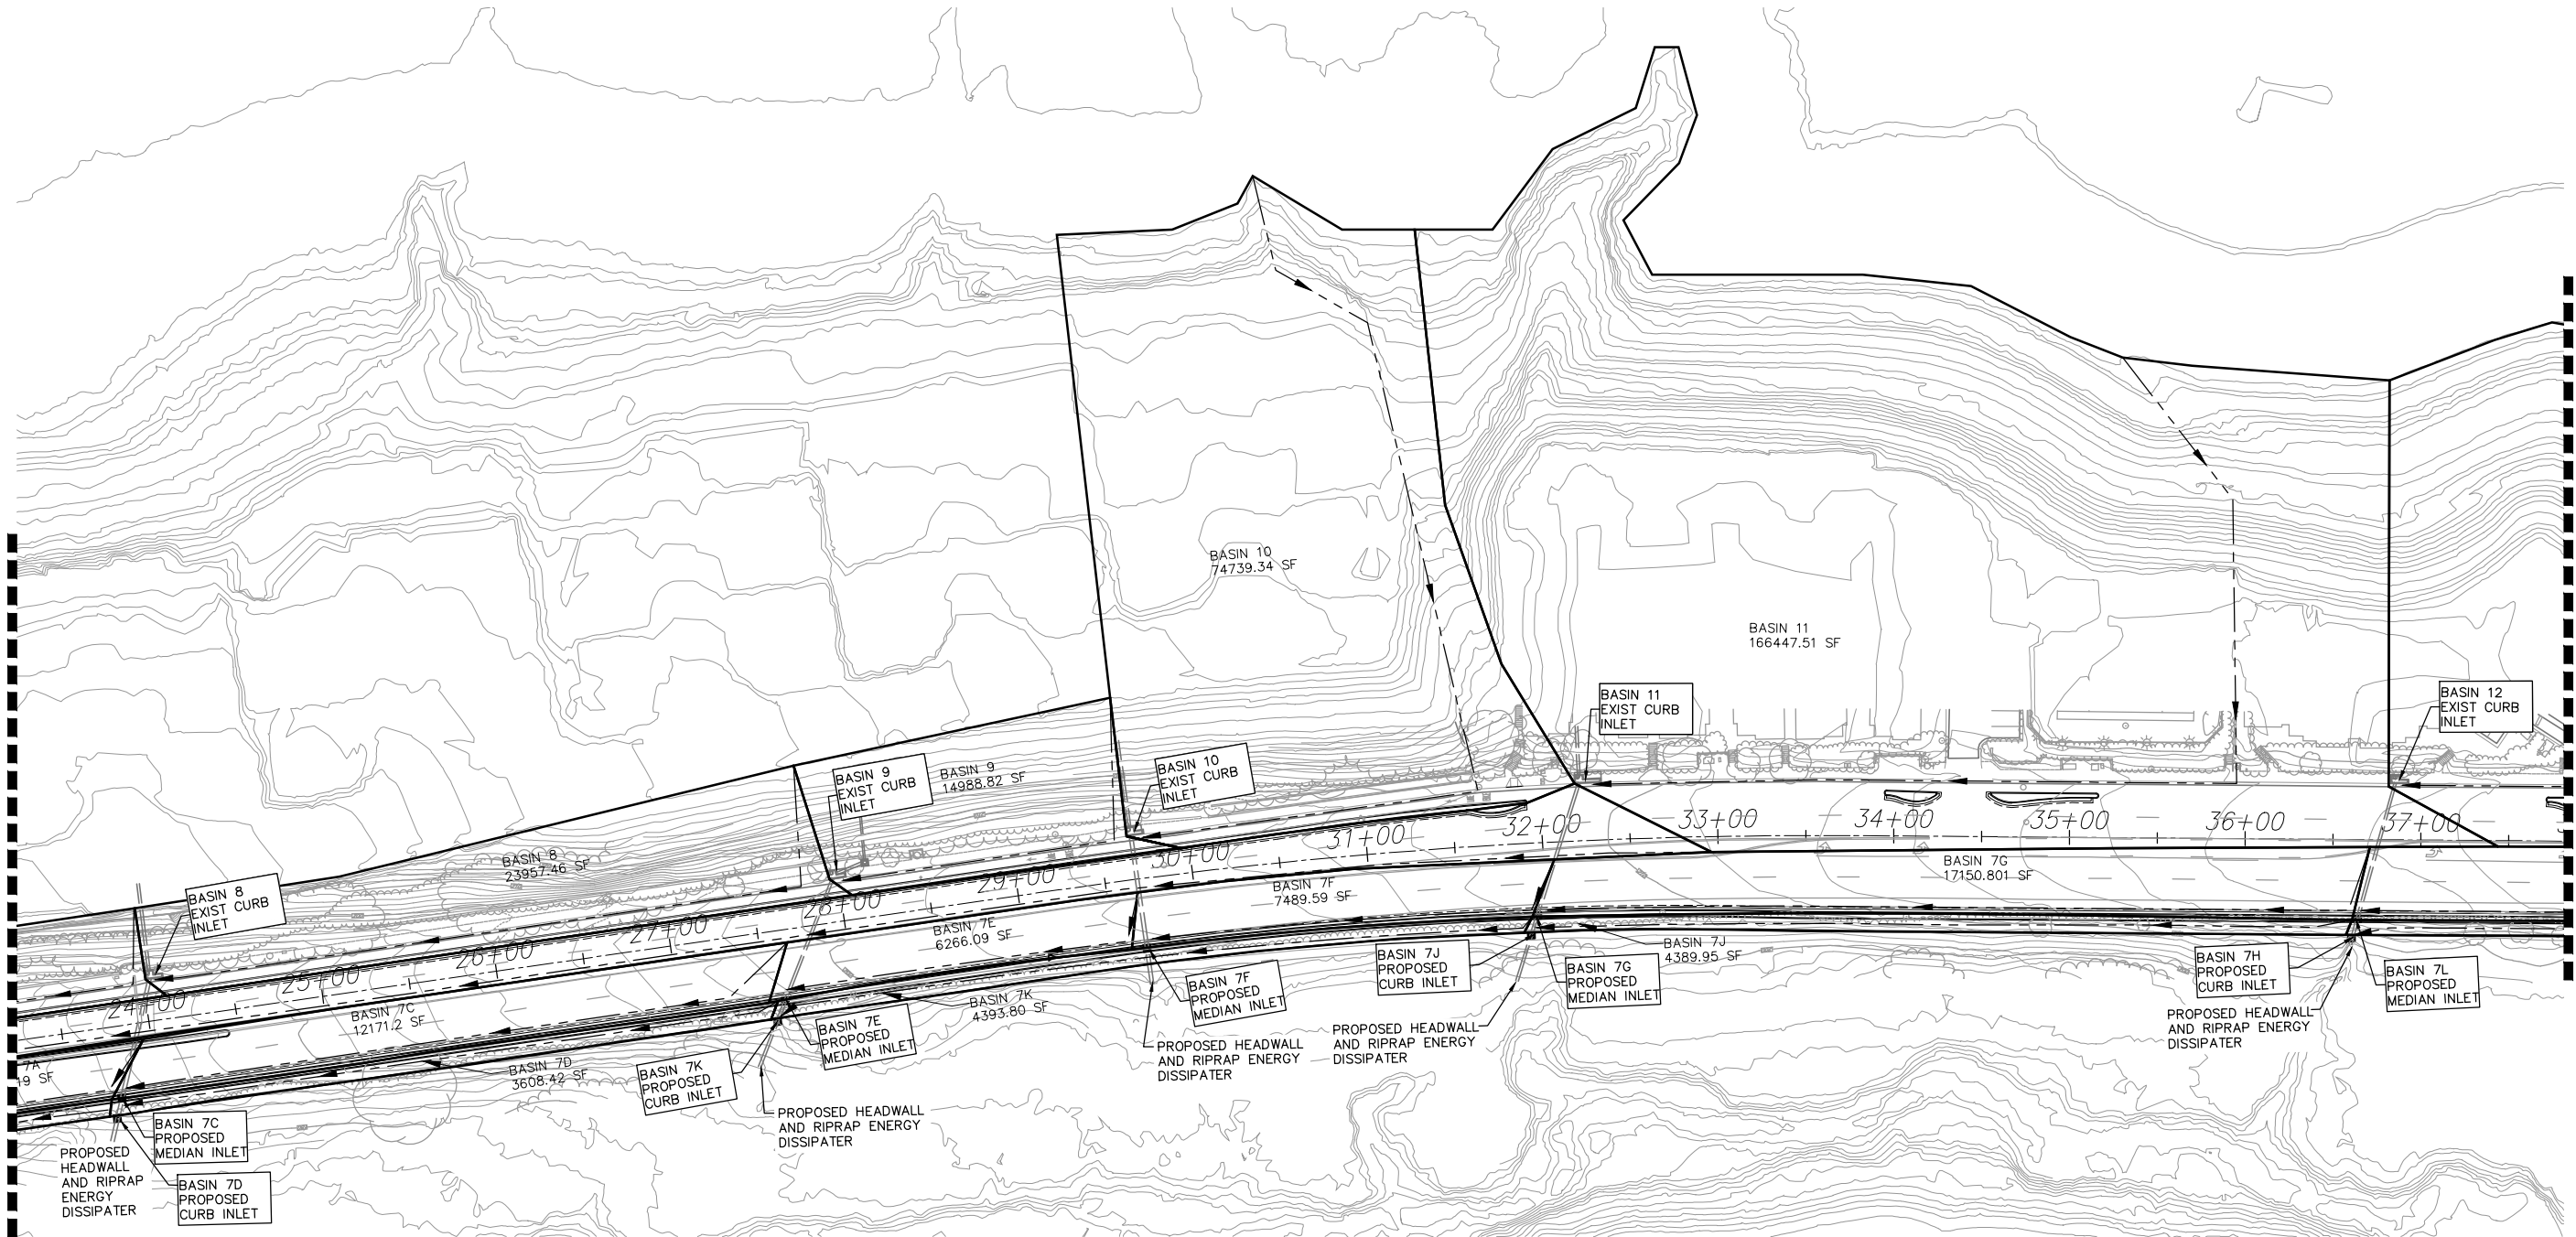 BASIN 10
74739.34 SF
BASIN 11
166447.51 SF
BASIN 11
EXIST CURB
INLET
BASIN 12
EXIST CURB
INLET
BASIN 10
EXIST CURB
INLET
BASIN 9
EXIST CURB
INLET
BASIN 9
14988.82 SF
BASIN 8
23957.46 SF
BASIN 8
EXIST CURB
INLET
24+00
25+00
26+00
27+00
28+00
29+00
30+00
31+00
32+00
33+00
34+00
35+00
36+00
37+00
BASIN 7G
17150.801 SF
BASIN 7F
7489.59 SF
BASIN 7E
6266.09 SF
BASIN 7C
12171.2 SF
7A
19 SF
BASIN 7J
4389.95 SF
BASIN 7K
4393.80 SF
BASIN 7D
3608.42 SF
BASIN 7J
PROPOSED
CURB INLET
BASIN 7G
PROPOSED
MEDIAN INLET
BASIN 7H
PROPOSED
CURB INLET
BASIN 7L
PROPOSED
MEDIAN INLET
BASIN 7F
PROPOSED
MEDIAN INLET
BASIN 7E
PROPOSED
MEDIAN INLET
BASIN 7K
PROPOSED
CURB INLET
PROPOSED HEADWALL
AND RIPRAP ENERGY
DISSIPATER
PROPOSED HEADWALL
AND RIPRAP ENERGY
DISSIPATER
PROPOSED HEADWALL
AND RIPRAP ENERGY
DISSIPATER
PROPOSED HEADWALL
AND RIPRAP ENERGY
DISSIPATER
BASIN 7C
PROPOSED
MEDIAN INLET
PROPOSED
HEADWALL
AND RIPRAP
ENERGY
DISSIPATER
BASIN 7D
PROPOSED
CURB INLET